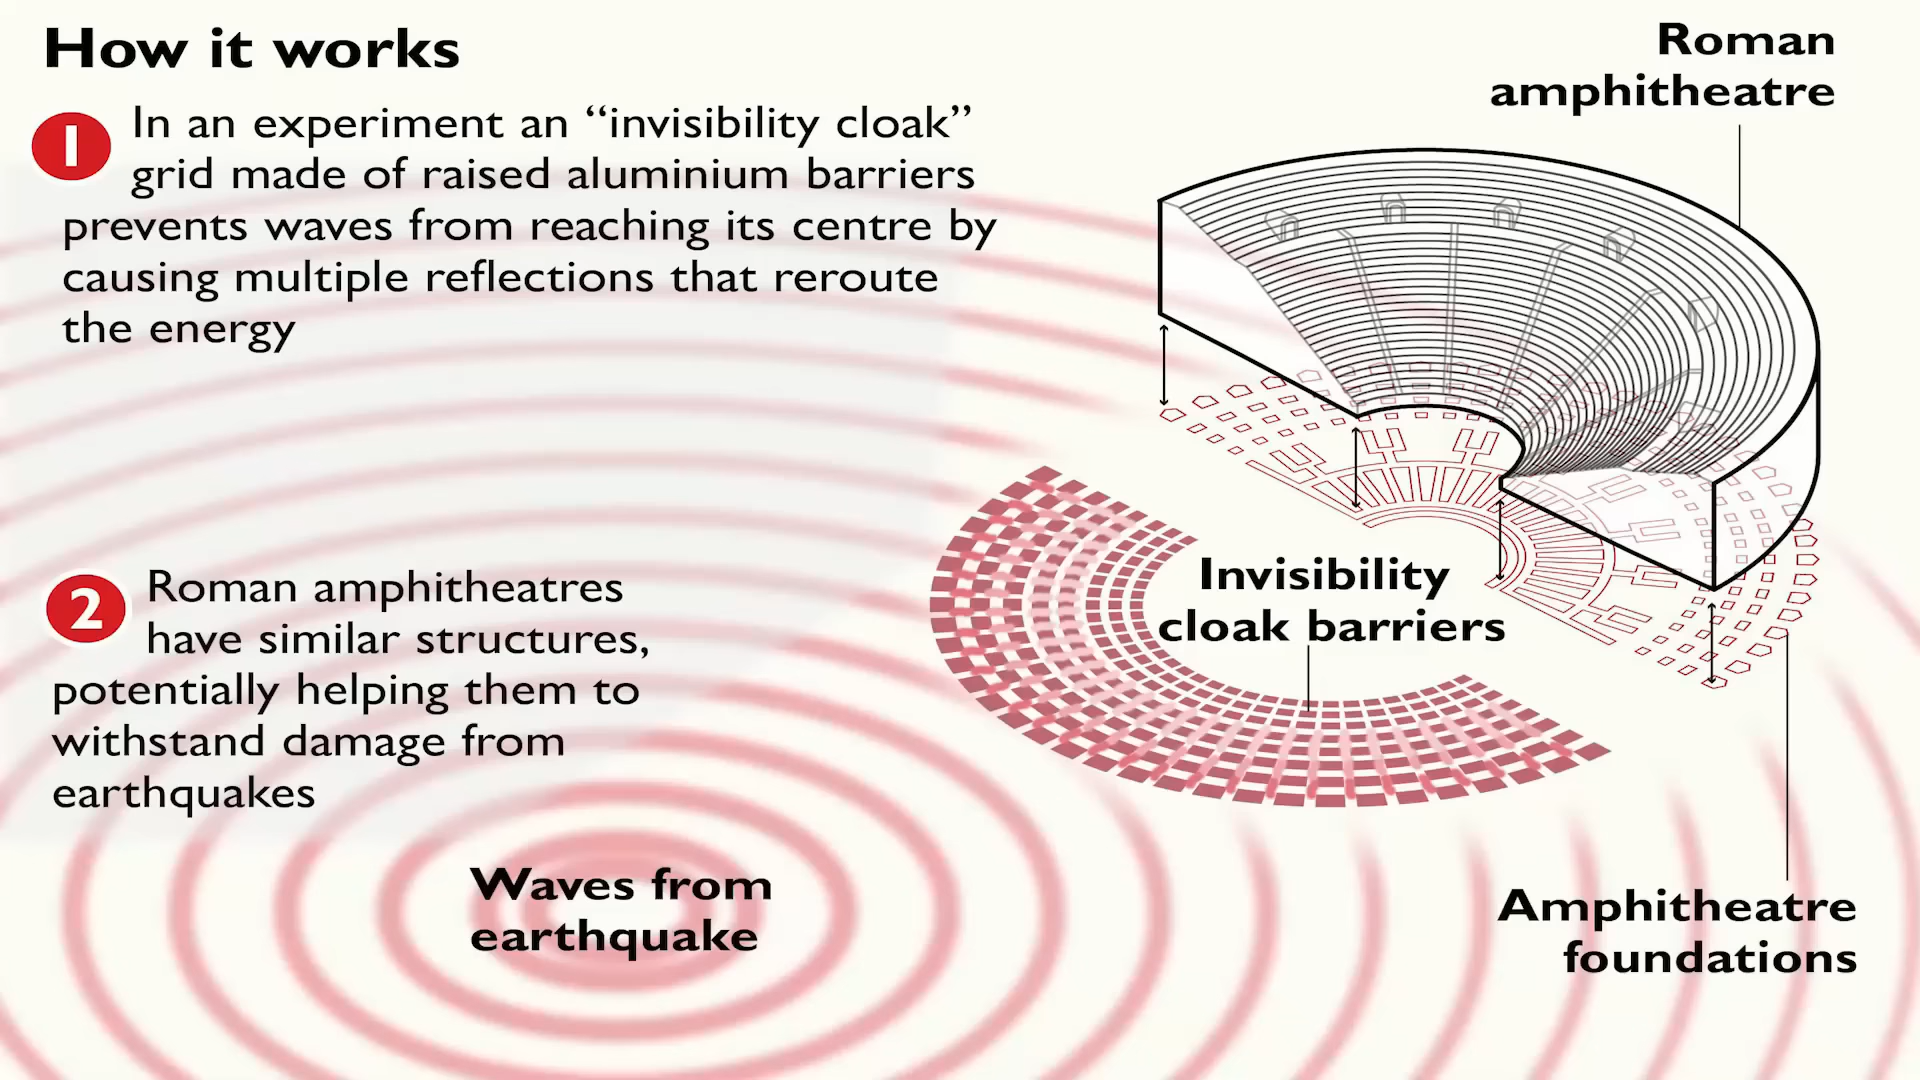 How it works
1 In an experiment an “invisibility cloak”
grid made of raised aluminium barriers
prevents waves from reaching its centre by
causing multiple reflections that reroute
the energy
2 Roman amphitheatres
have similar structures,
potentially helping them to
withstand damage from
earthquakes
Waves from
earthquake
Roman
amphitheatre
Invisibility
cloak barriers
Amphitheatre
foundations